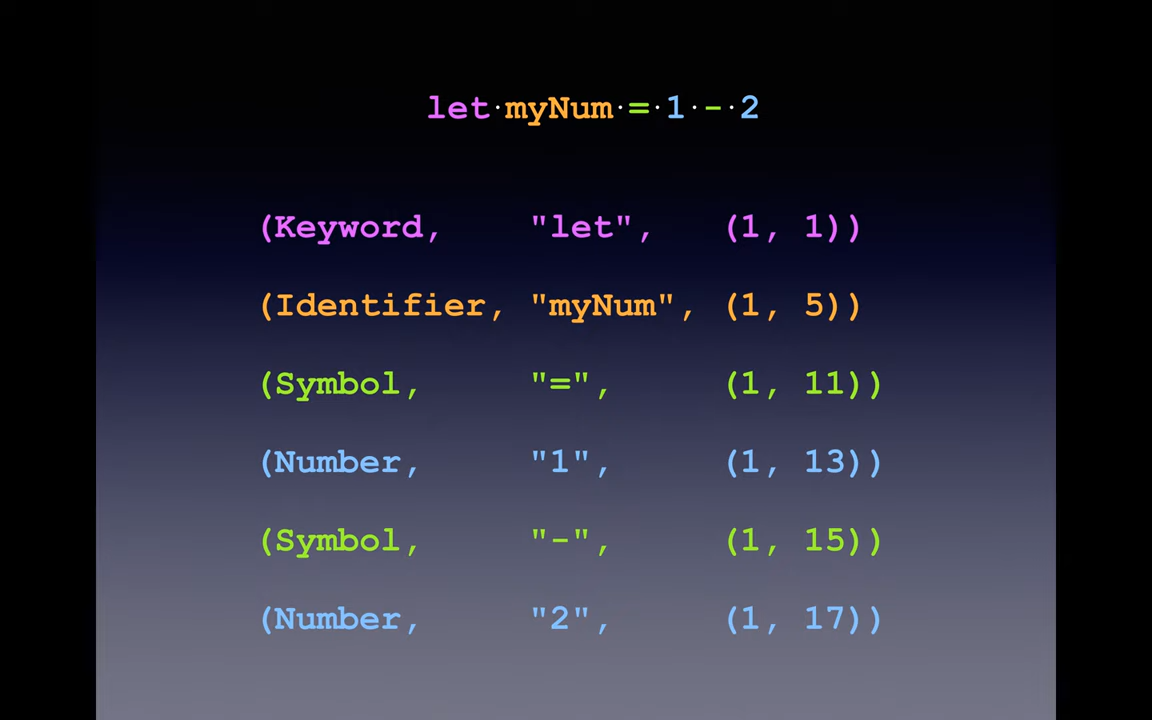 let·myNum·=·1·-·2
(Keyword, "let", (1, 1))
(Identifier, "myNum", (1, 5))
(Symbol, "=", (1, 11))
(Number, "1", (1, 13))
(Symbol, "-", (1, 15))
(Number, "2", (1, 17))